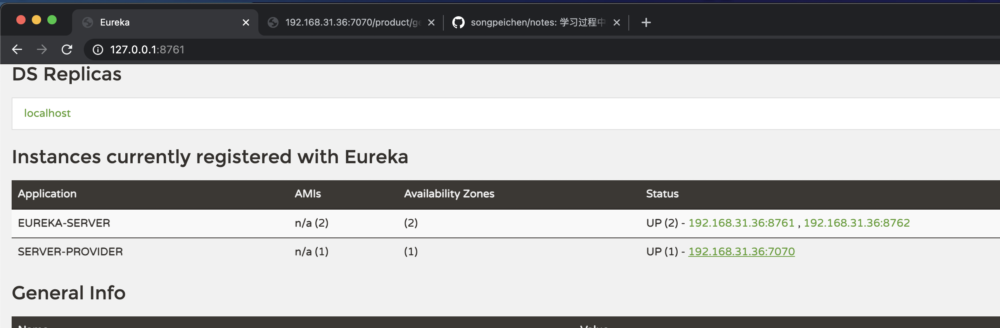 Eureka
192.168.31.36:7070/product/ge
songpeichen/notes: 学习过程中
127.0.0.1:8761
DS Replicas
localhost
Instances currently registered with Eureka
Application AMIs Availability Zones Status
EUREKA-SERVER n/a (2) (2) UP (2) - 192.168.31.36:8761 , 192.168.31.36:8762
SERVER-PROVIDER n/a (1) (1) UP (1) - 192.168.31.36:7070
General Info
Name Value